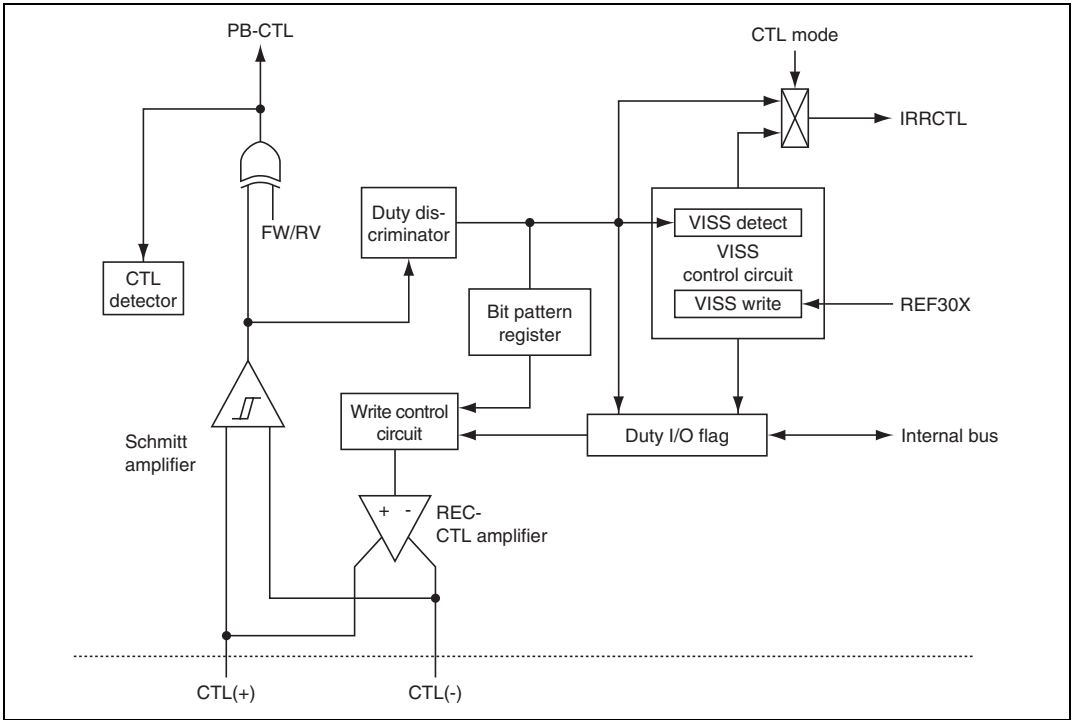 PB-CTL
CTL mode
IRRCTL
FW/RV
Duty dis-
criminator
VISS detect
VISS
control circuit
VISS write
REF30X
CTL
detector
Bit pattern
register
Write control
circuit
Duty I/O flag
Internal bus
Schmitt
amplifier
+ -
REC-
CTL amplifier
CTL(+)
CTL(-)